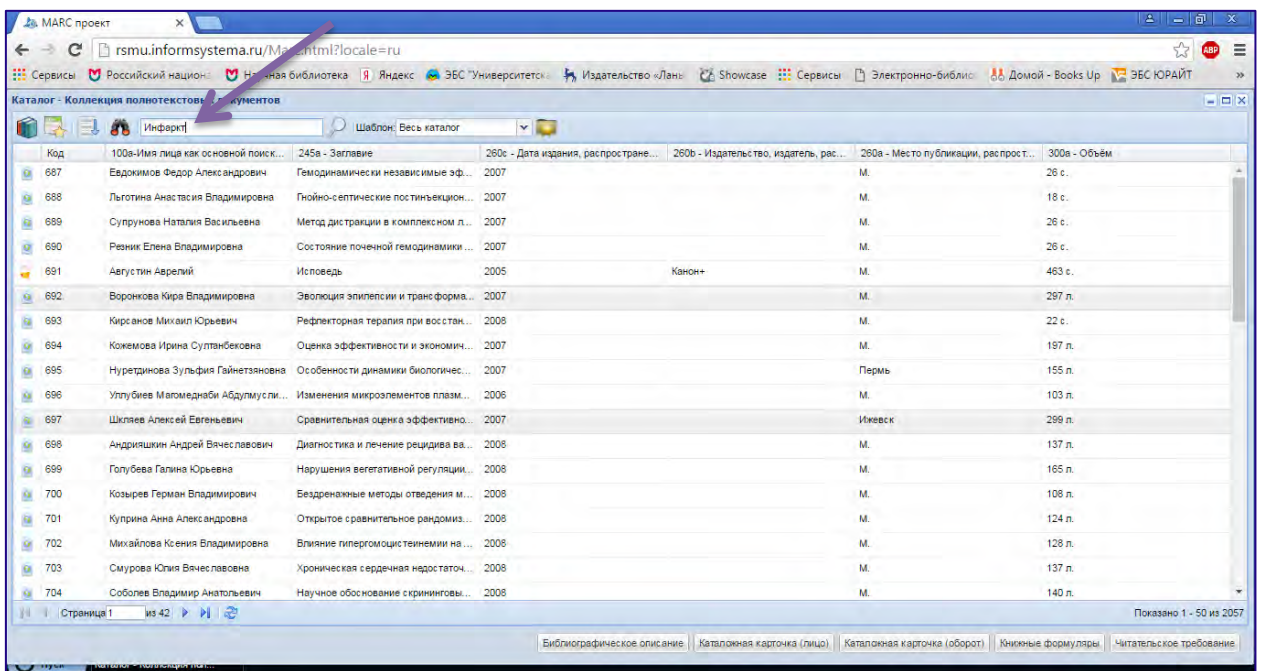 MARC проект
rsmu.informsystema.ru/Ma html?locale=ru
Сервисы Российский национ Научная библиотека Яндекс ЭБС "Университетск Издательство «Лань Showcase Сервисы Электронно-библио Домой - Books Up ЭБС ЮРАЙТ »
Каталог - Коллекция полнотекстовых документов
Инфаркт Шаблон: Весь каталог
Код 100a-Имя лица как основной поиск... 245a - Заглавие 260c - Дата издания, распростране... 260b - Издательство, издатель, рас... 260a - Место публикации, распрост... 300a - Объём
687 Евдокимов Федор Александрович Гемодинамически независимые эф... 2007 М. 26 с.
688 Льготина Анастасия Владимировна Гнойно-септические постинъекцион... 2007 М. 18 с.
689 Супрунова Наталия Васильевна Метод дистракции в комплексном л... 2007 М. 26 с.
690 Резник Елена Владимировна Состояние почечной гемодинамики ... 2007 М. 26 с.
691 Августин Аврелий Исповедь 2005 Канон+ М. 463 с.
692 Воронкова Кира Владимировна Эволюция эпилепсии и трансформа... 2007 М. 297 л.
693 Кирсанов Михаил Юрьевич Рефлекторная терапия при восстан... 2008 М. 22 с.
694 Кожемова Ирина Султанбековна Оценка эффективности и экономич... 2007 М. 197 л.
695 Нуретдинова Зульфия Гайнетзяновна Особенности динамики биологичес... 2007 Пермь 155 л.
696 Уллубиев Магомеднаби Абдулмусли... Изменения микроэлементов плазм... 2006 М. 103 л.
697 Шкляев Алексей Евгеньевич Сравнительная оценка эффективно... 2007 Ижевск 299 л.
698 Андрияшкин Андрей Вячеславович Диагностика и лечение рецидива ва... 2008 М. 137 л.
699 Голубева Галина Юрьевна Нарушения вегетативной регуляции... 2008 М. 165 л.
700 Козырев Герман Владимирович Бездренажные методы отведения м... 2008 М. 108 л.
701 Куприна Анна Александровна Открытое сравнительное рандомиз... 2008 М. 124 л.
702 Михайлова Ксения Владимировна Влияние гипергомоцистеинемии на ... 2008 М. 128 л.
703 Смурова Юлия Вячеславовна Хроническая сердечная недостаточ... 2008 М. 137 л.
704 Соболев Владимир Анатольевич Научное обоснование скрининговы... 2008 М. 140 л.
Страница 1 из 42 Показано 1 - 50 из 2057
Библиографическое описание Каталожная карточка (лицо) Каталожная карточка (оборот) Книжные формуляры Читательское требование